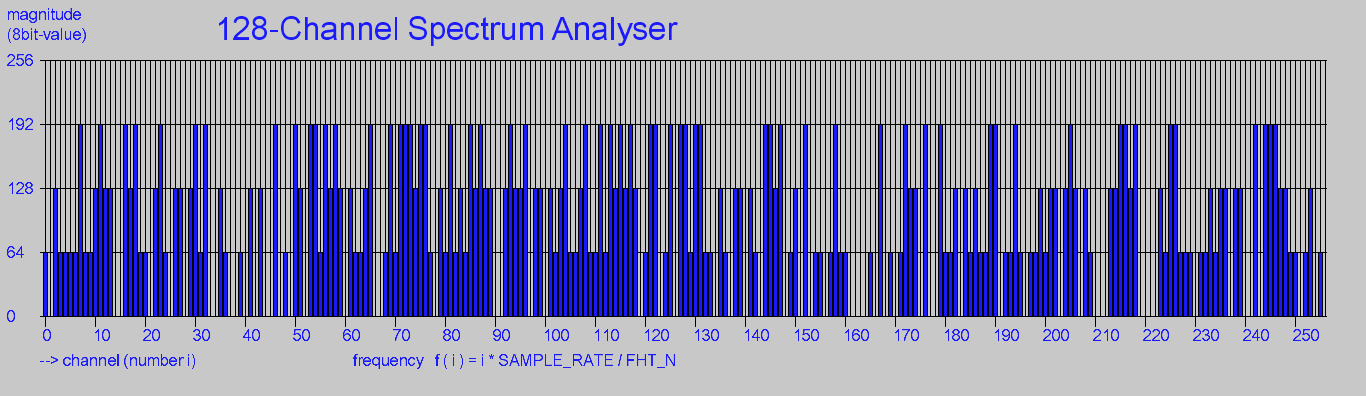 magnitude
(8bit-value)
128-Channel Spectrum Analyser
256
192
128
64
0
0 10 20 30 40 50 60 70 80 90 100 110 120 130 140 150 160 170 180 190 200 210 220 230 240 250
--> channel (number i)
frequency f ( i ) = i * SAMPLE_RATE / FHT_N